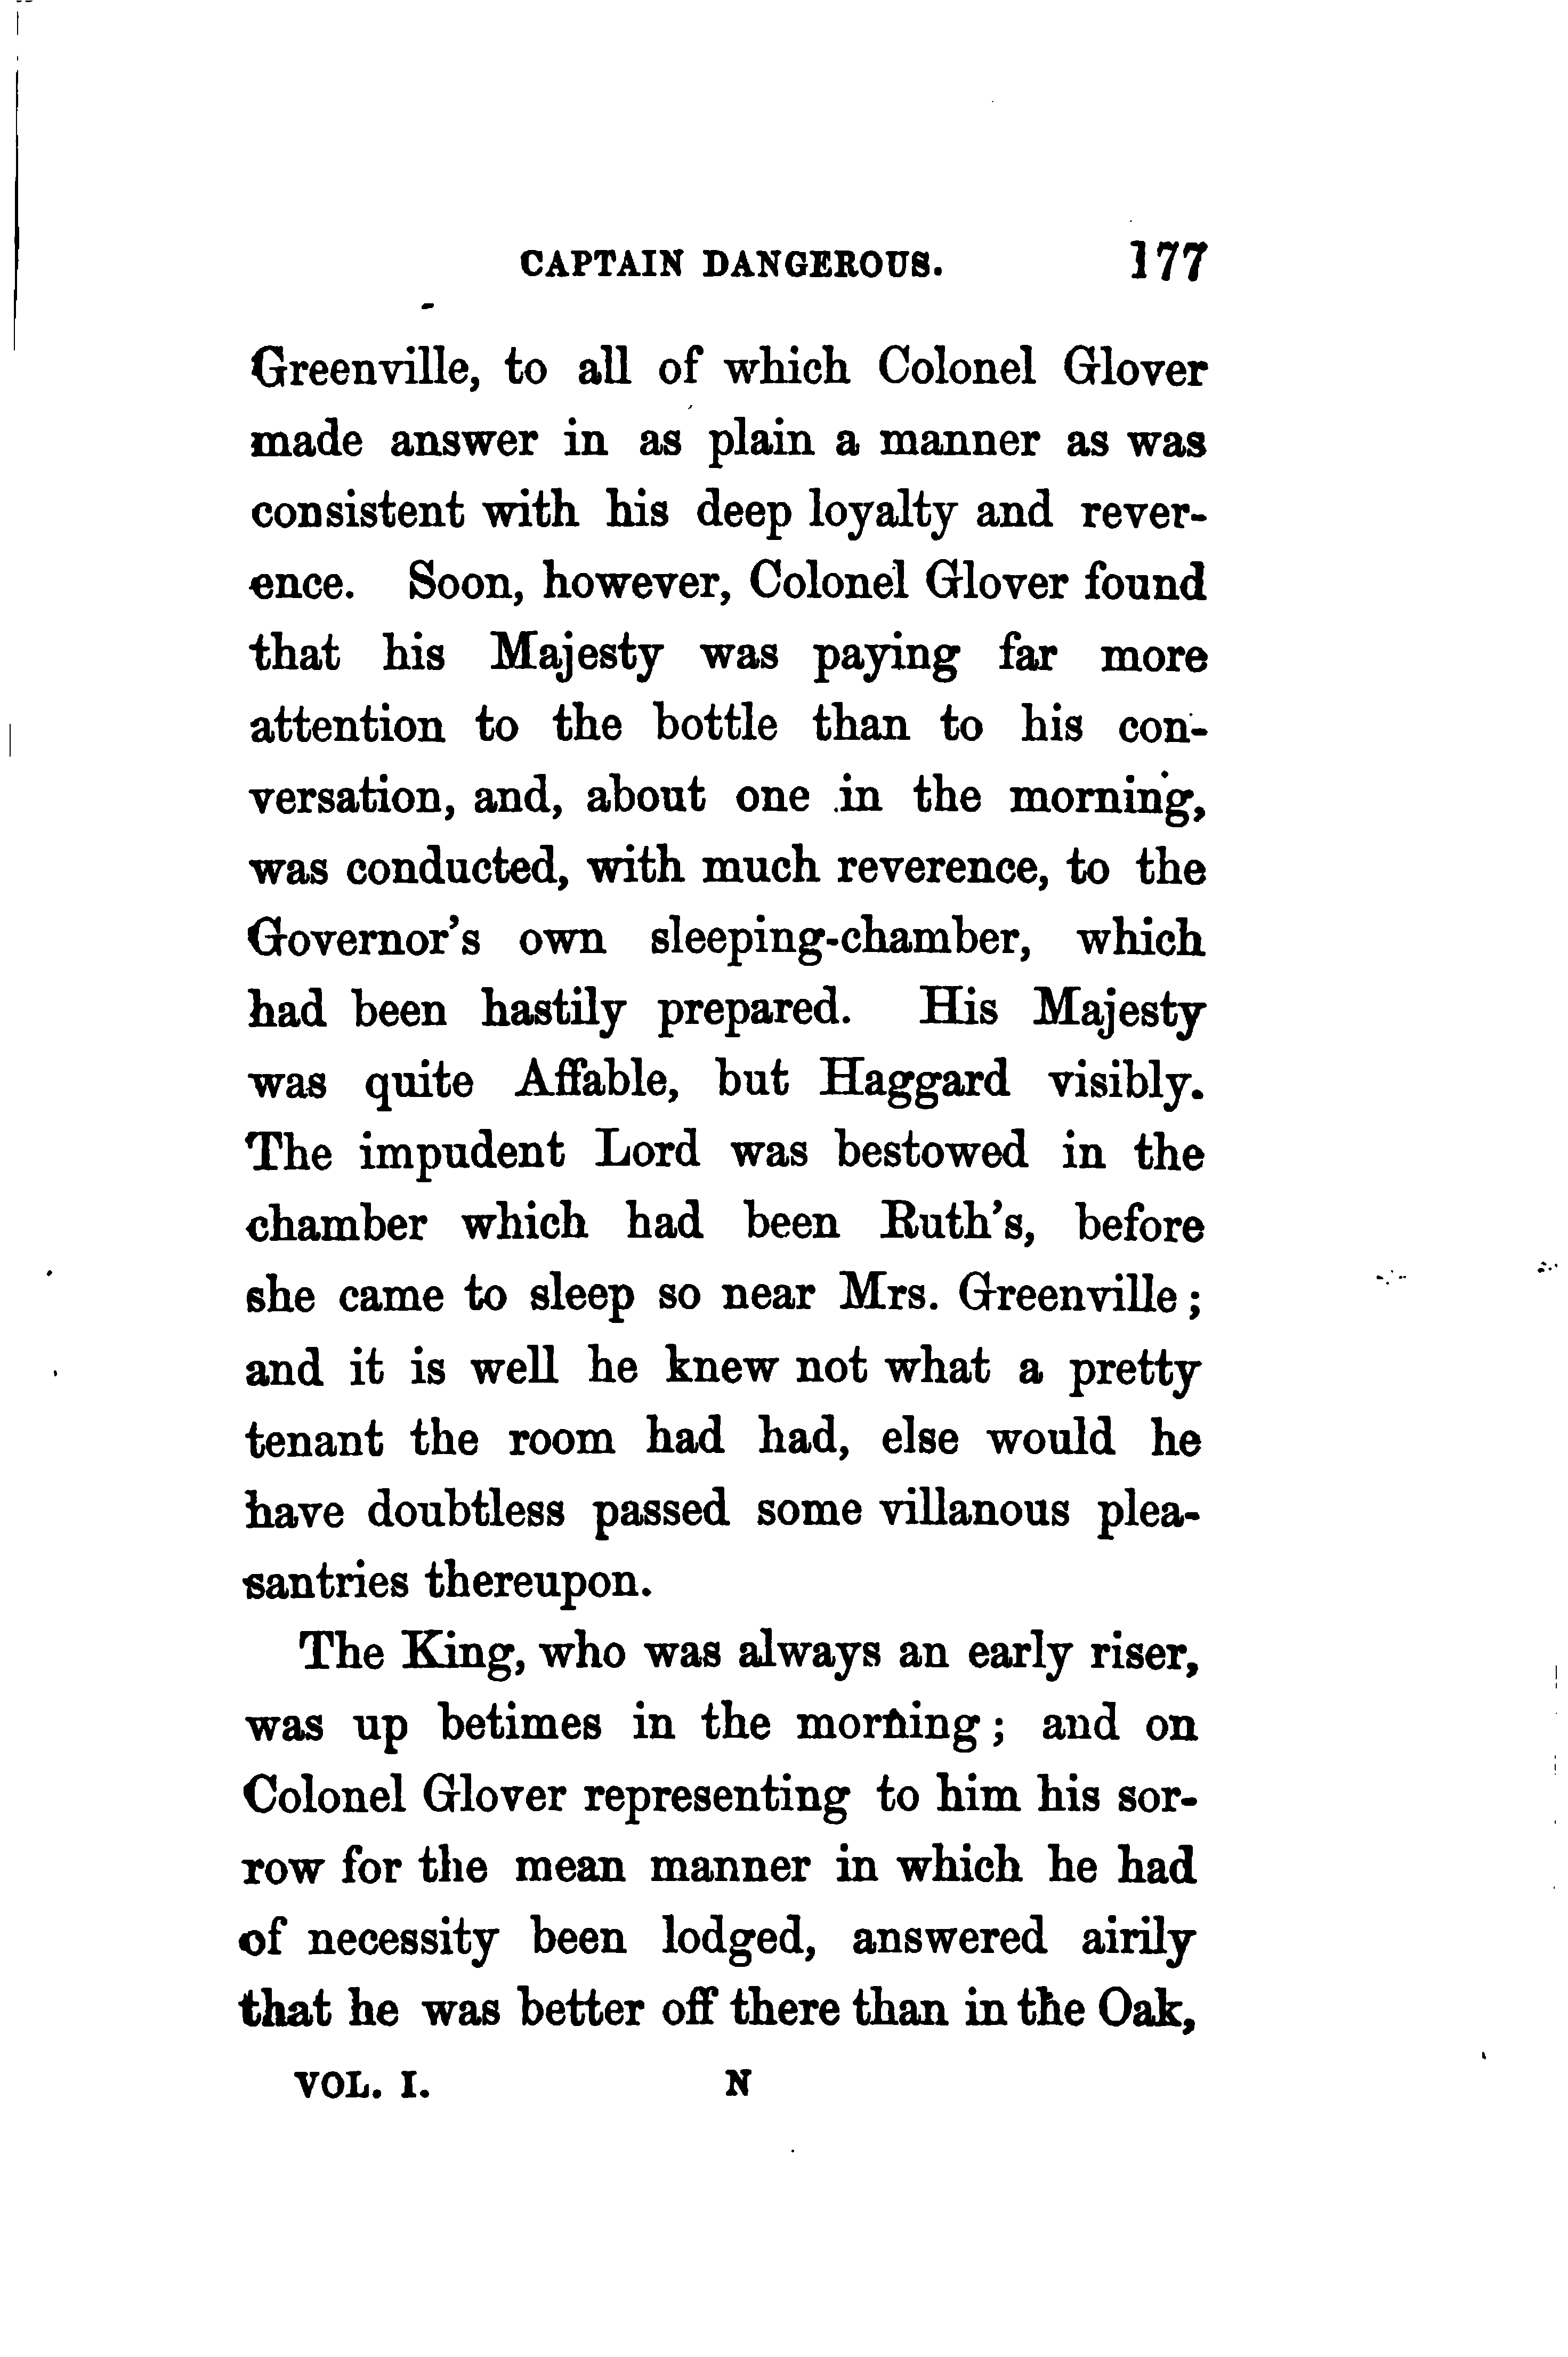 CAPTAIN DANGEROUS. 177
Greenville, to all of which Colonel Glover
made answer in as plain a manner as was
consistent with his deep loyalty and rever-
ence. Soon, however, Colonel Glover found
that his Majesty was paying far more
attention to the bottle than to his con-
versation, and, about one in the morning,
was conducted, with much reverence, to the
Governor's own sleeping-chamber, which
had been hastily prepared. His Majesty
was quite Affable, but Haggard visibly.
The impudent Lord was bestowed in the
chamber which had been Ruth's, before
she came to sleep so near Mrs. Greenville;
and it is well he knew not what a pretty
tenant the room had had, else would he
have doubtless passed some villanous plea-
santries thereupon.
The King, who was always an early riser,
was up betimes in the morning; and on
Colonel Glover representing to him his sor-
row for the mean manner in which he had
of necessity been lodged, answered airily
that he was better off there than in the Oak,
VOL. I. N